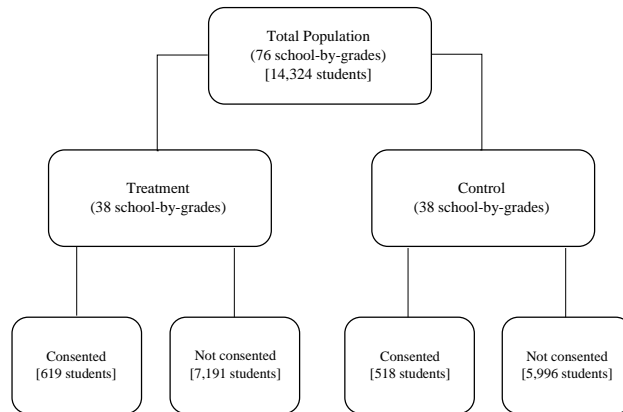 Total Population
(76 school-by-grades)
[14,324 students]
Treatment
(38 school-by-grades)
Control
(38 school-by-grades)
Consented
[619 students]
Not consented
[7,191 students]
Consented
[518 students]
Not consented
[5,996 students]